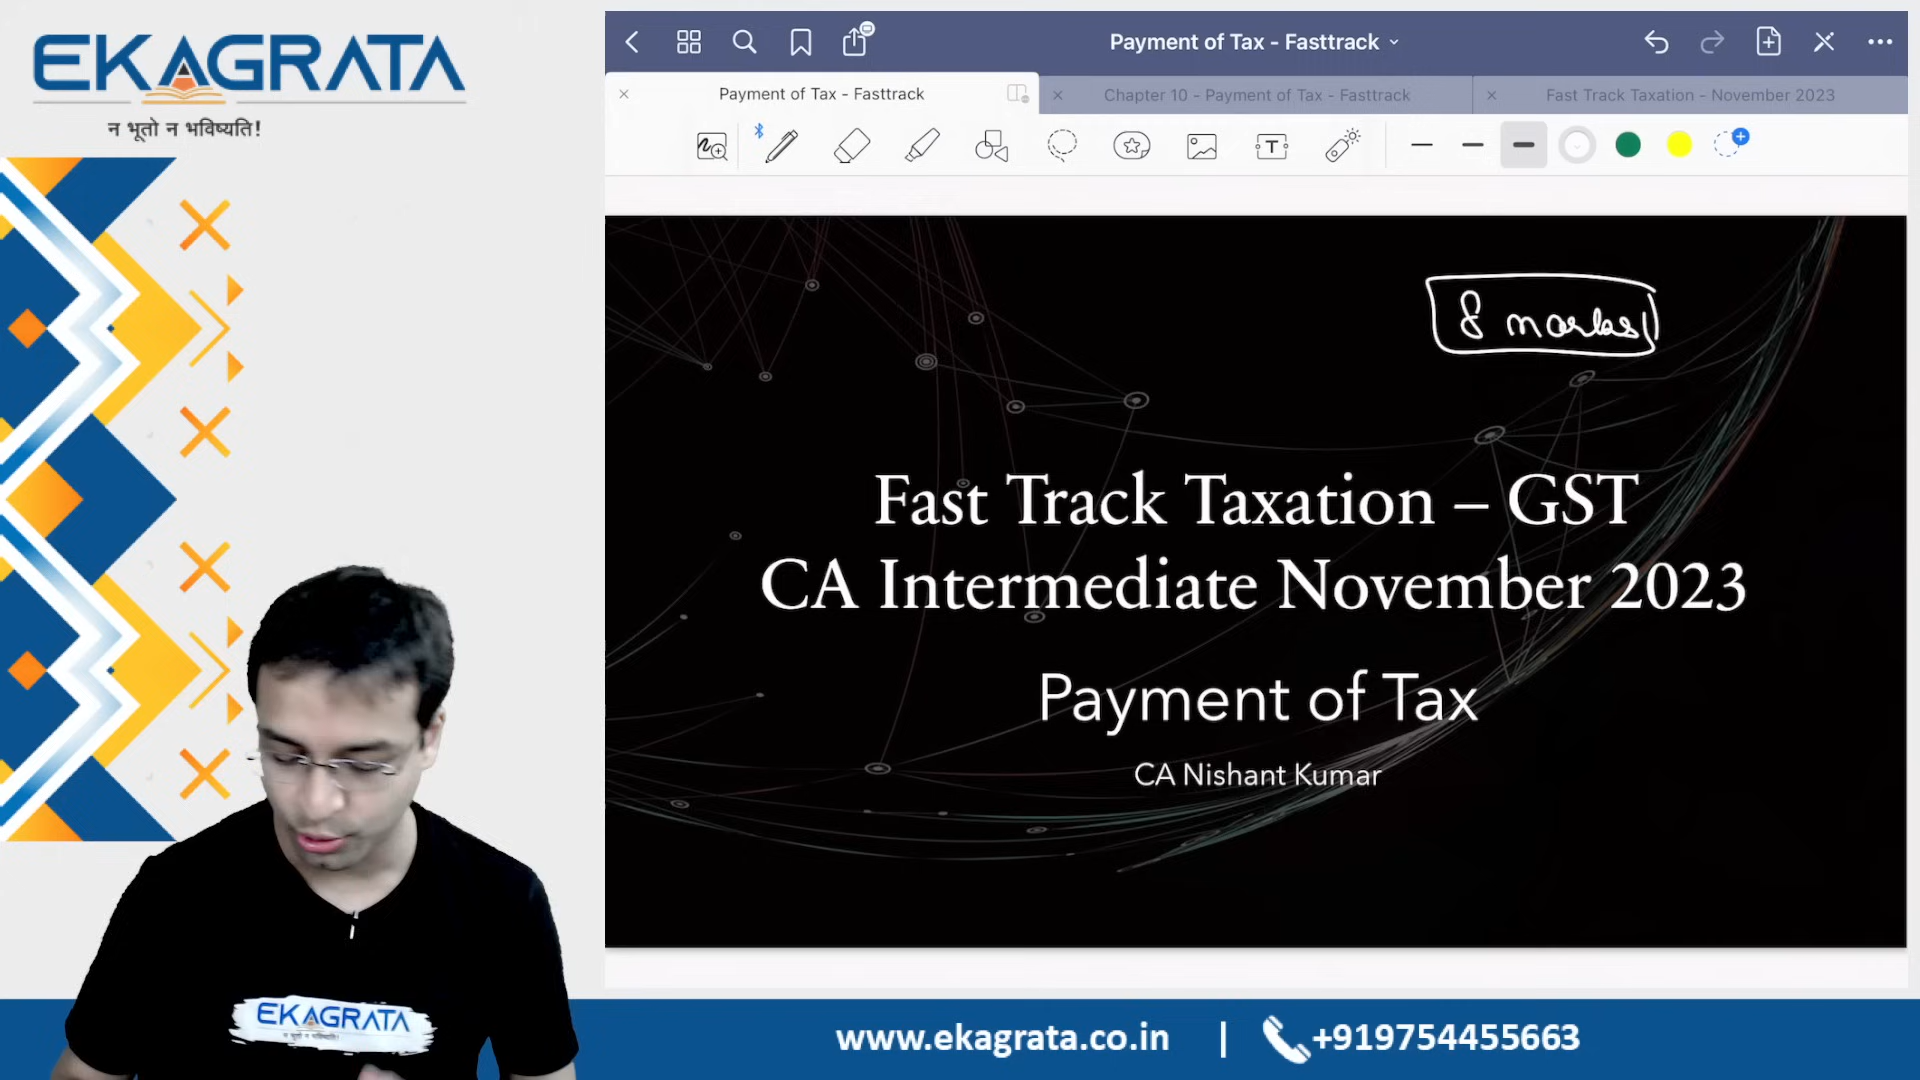 EKAGRATA
न भूतो न भविष्यति!
Payment of Tax - Fasttrack
Payment of Tax - Fasttrack
Chapter 10 - Payment of Tax - Fasttrack
Fast Track Taxation - November 2023
T
8 marks
Fast Track Taxation – GST
CA Intermediate November 2023
Payment of Tax
CA Nishant Kumar
EKAGRATA
www.ekagrata.co.in | +919754455663